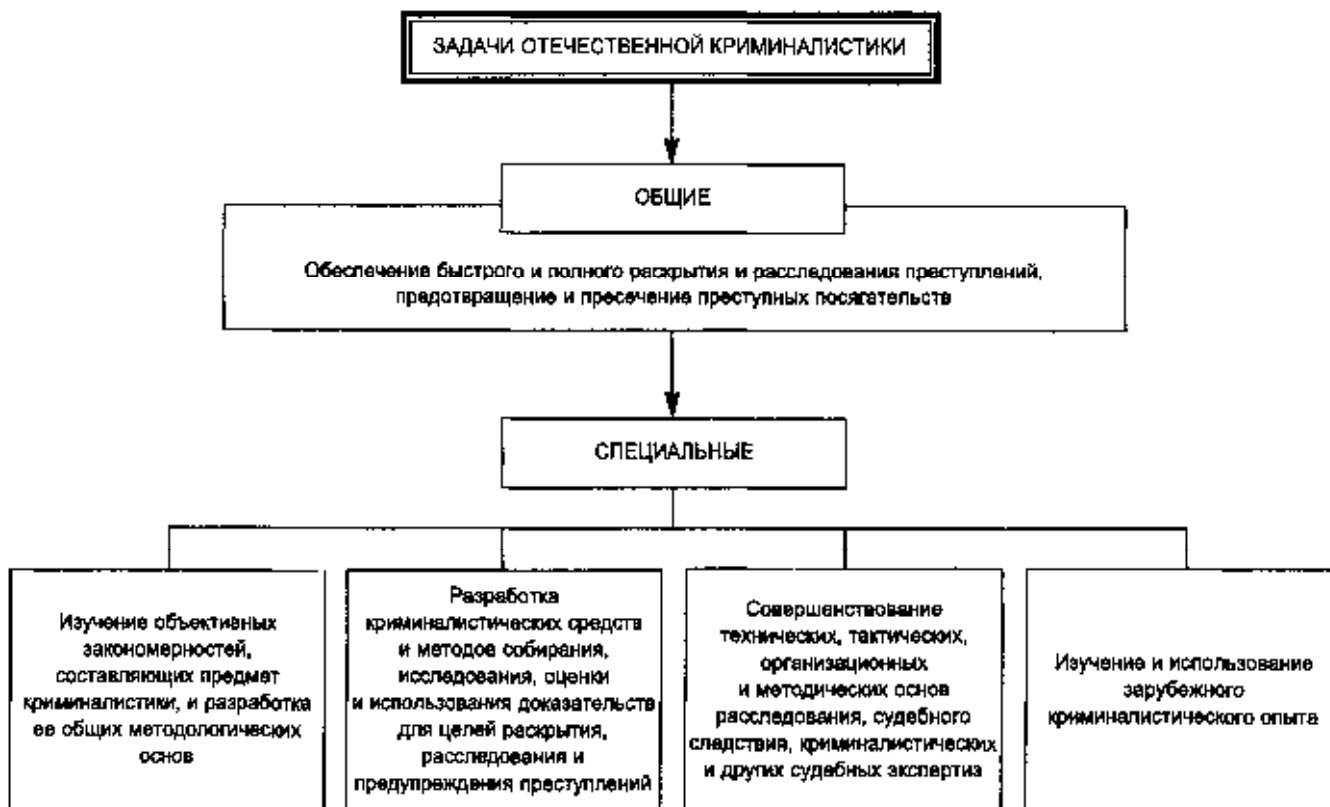 ЗАДАЧИ ОТЕЧЕСТВЕННОЙ КРИМИНАЛИСТИКИ
ОБЩИЕ
Обеспечение быстрого и полного раскрытия и расследования преступлений,
предотвращение и пресечение преступных посягательств
СПЕЦИАЛЬНЫЕ
Изучение объективных
закономерностей,
составляющих предмет
криминалистики, и разработка
ее общих методологических
основ
Разработка
криминалистических средств
и методов собирания,
исследования, оценки
и использования доказательств
для целей раскрытия,
расследования и
предупреждения преступлений
Совершенствование
технических, тактических,
организационных
и методических основ
расследования, судебного
следствия, криминалистических
и других судебных экспертиз
Изучение и использование
зарубежного
криминалистического опыта